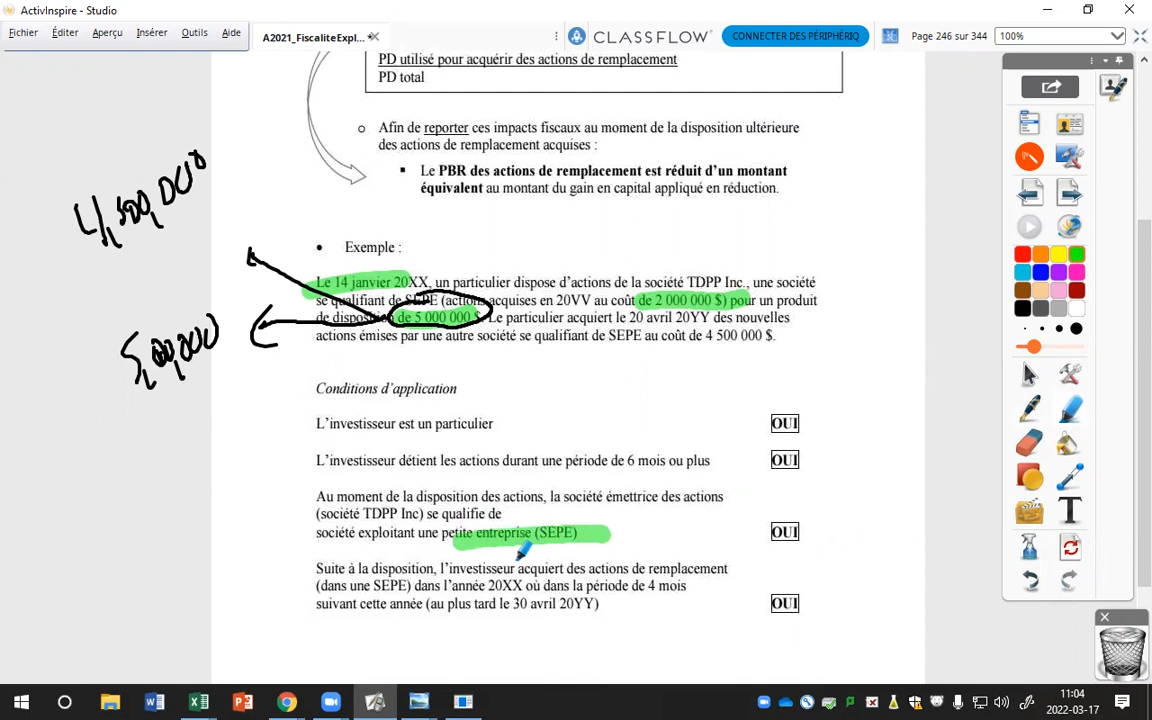 ActivInspire - Studio
Fichier Éditer Aperçu Insérer Outils Aide
A2021_FiscaliteExpl...
CLASSFLOW
CONNECTER DES PÉRIPHÉRIQ
Page 246 sur 344
100%
PD utilisé pour acquérir des actions de remplacement
PD total
o Afin de reporter ces impacts fiscaux au moment de la disposition ultérieure
des actions de remplacement acquises :
▪ Le PBR des actions de remplacement est réduit d’un montant
équivalent au montant du gain en capital appliqué en réduction.
• Exemple :
Le 14 janvier 20XX, un particulier dispose d’actions de la société TDPP Inc., une société
se qualifiant de SEPE (actions acquises en 20VV au coût de 2 000 000 $) pour un produit
de disposition de 5 000 000 $. Le particulier acquiert le 20 avril 20YY des nouvelles
actions émises par une autre société se qualifiant de SEPE au coût de 4 500 000 $.
Conditions d’application
L’investisseur est un particulier OUI
L’investisseur détient les actions durant une période de 6 mois ou plus OUI
Au moment de la disposition des actions, la société émettrice des actions
(société TDPP Inc) se qualifie de
société exploitant une petite entreprise (SEPE) OUI
Suite à la disposition, l’investisseur acquiert des actions de remplacement
(dans une SEPE) dans l’année 20XX où dans la période de 4 mois
suivant cette année (au plus tard le 30 avril 20YY) OUI
11:04
2022-03-17